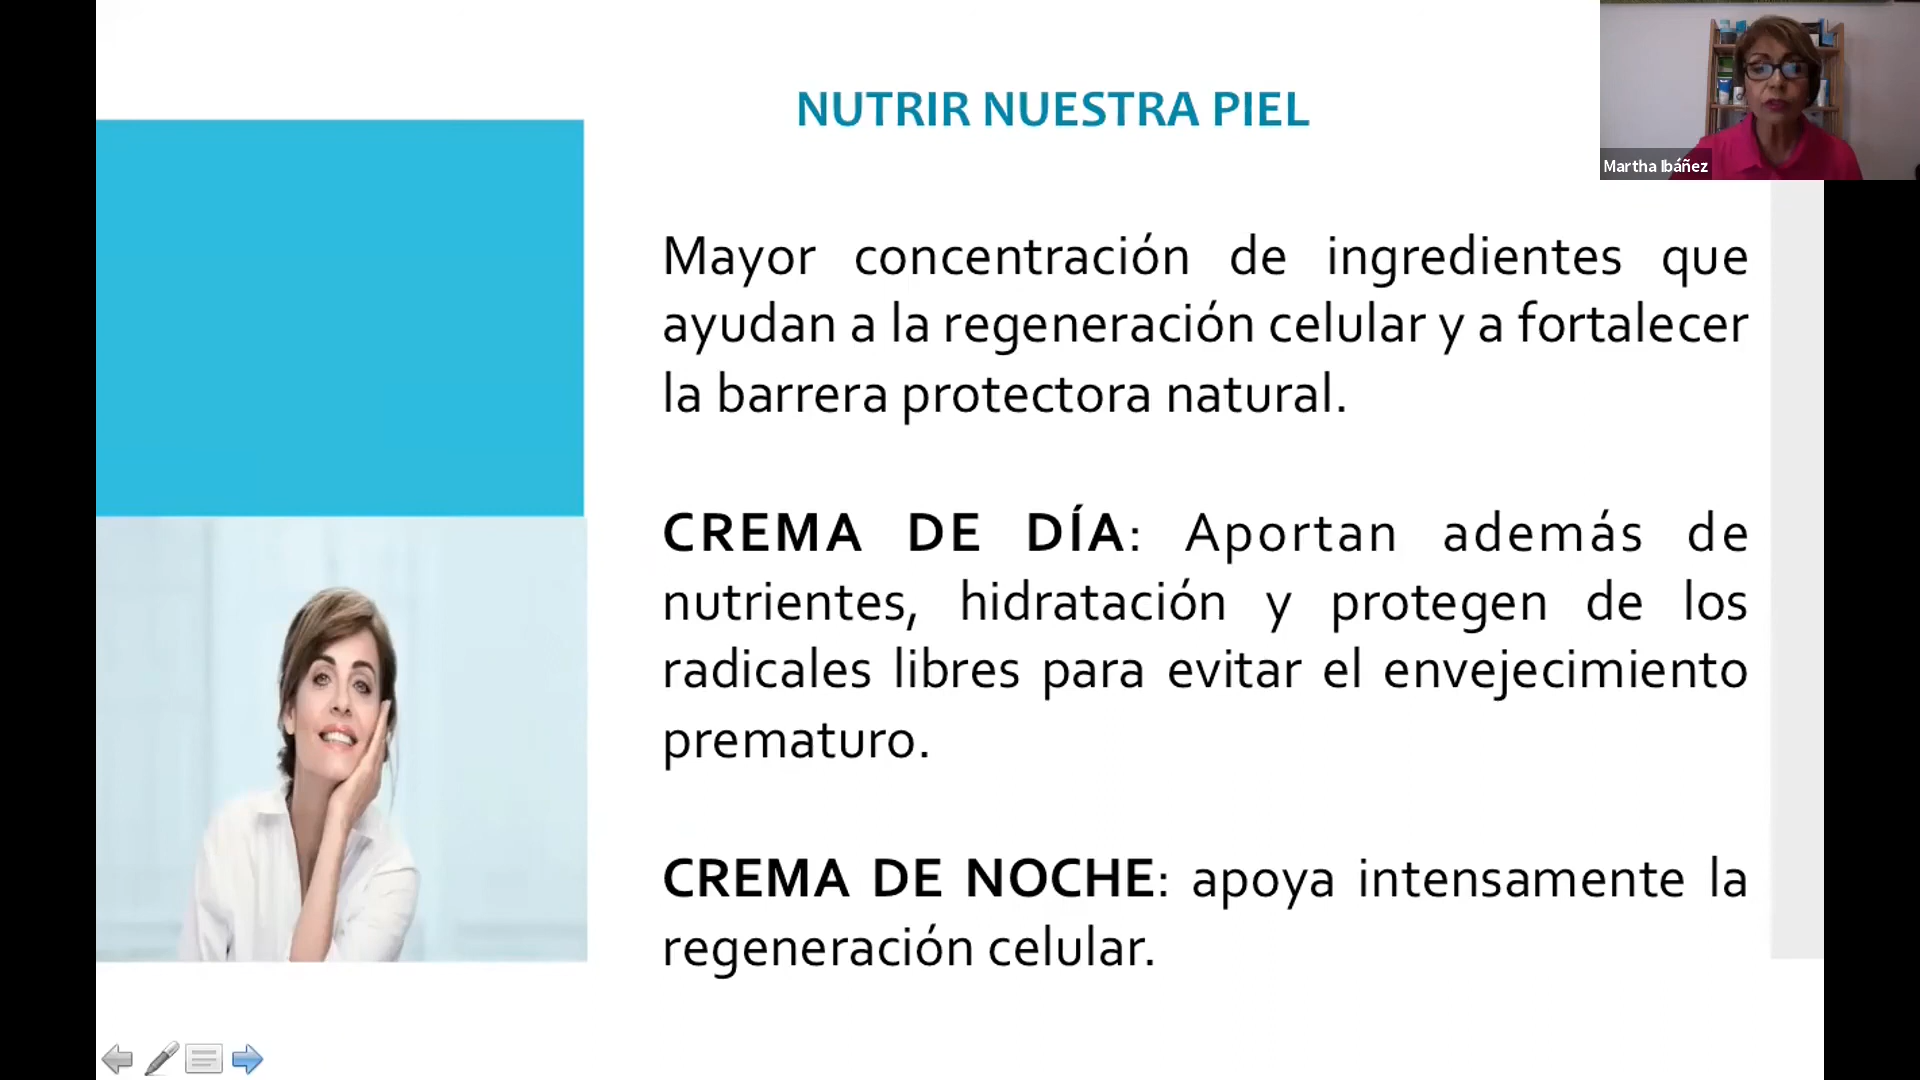 NUTRIR NUESTRA PIEL
Martha Ibáñez
Mayor concentración de ingredientes que
ayudan a la regeneración celular y a fortalecer
la barrera protectora natural.
CREMA DE DÍA: Aportan además de
nutrientes, hidratación y protegen de los
radicales libres para evitar el envejecimiento
prematuro.
CREMA DE NOCHE: apoya intensamente la
regeneración celular.